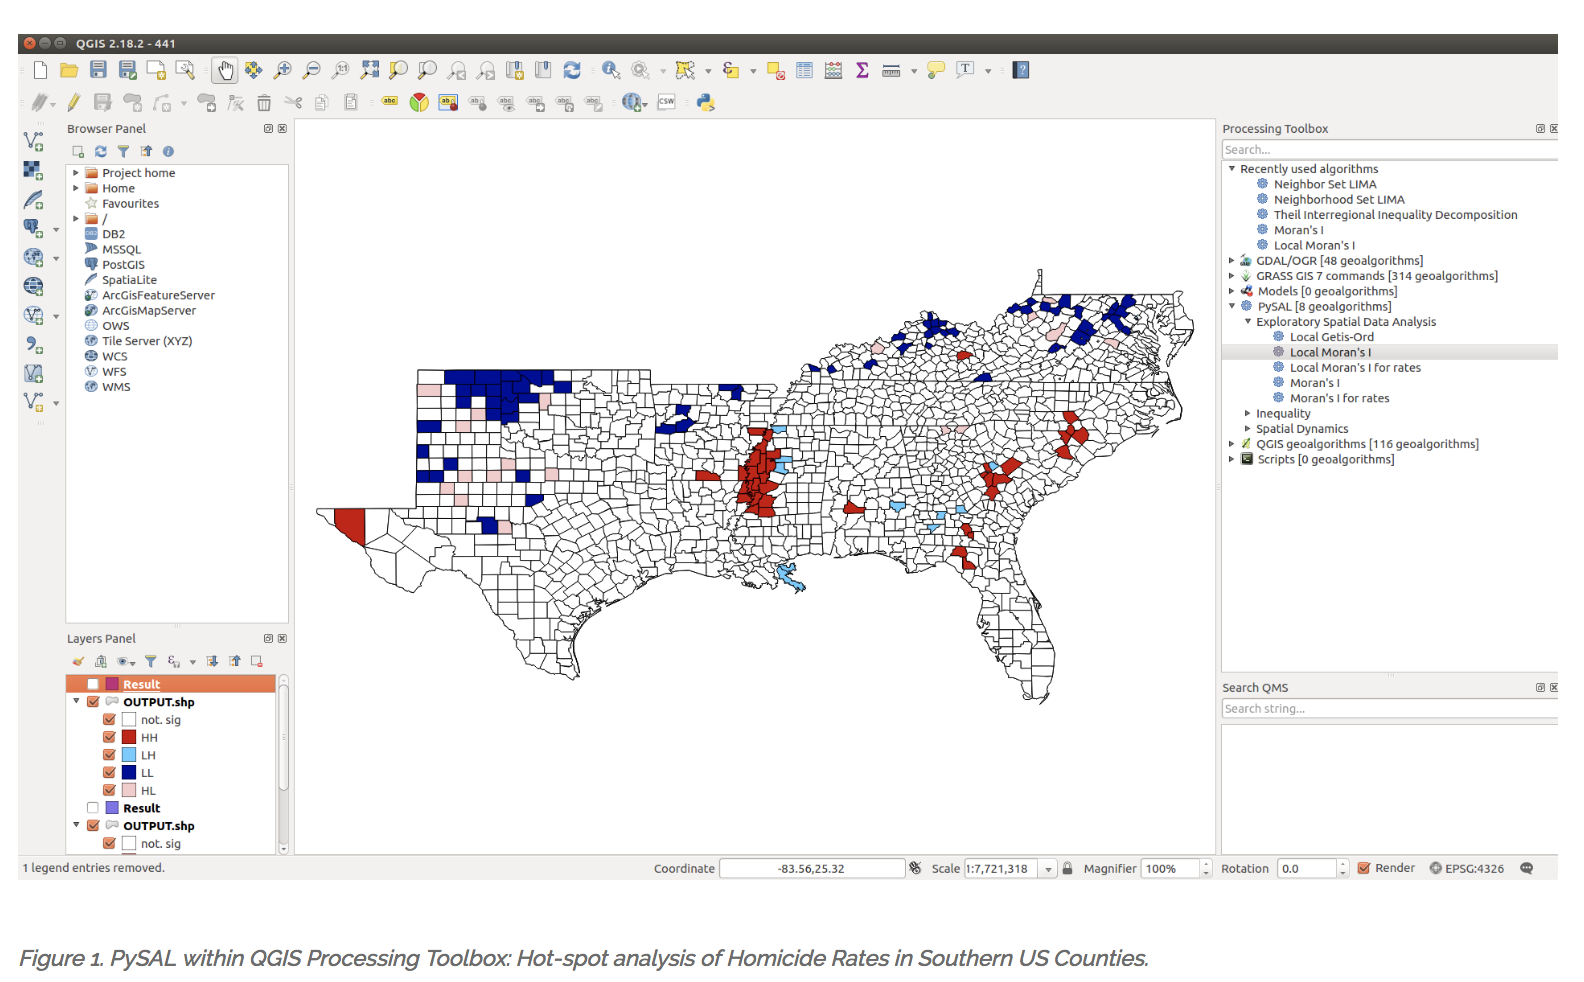 QGIS 2.18.2 - 441
Browser Panel
Project home
Home
Favourites
/
DB2
MSSQL
PostGIS
SpatiaLite
ArcGisFeatureServer
ArcGisMapServer
OWS
Tile Server (XYZ)
WCS
WFS
WMS
Layers Panel
Result
OUTPUT.shp
not. sig
HH
LH
LL
HL
Result
OUTPUT.shp
not. sig
Processing Toolbox
Search...
Recently used algorithms
Neighbor Set LIMA
Neighborhood Set LIMA
Theil Interregional Inequality Decomposition
Moran's I
Local Moran's I
GDAL/OGR [48 geoalgorithms]
GRASS GIS 7 commands [314 geoalgorithms]
Models [0 geoalgorithms]
PySAL [8 geoalgorithms]
Exploratory Spatial Data Analysis
Local Getis-Ord
Local Moran's I
Local Moran's I for rates
Moran's I
Moran's I for rates
Inequality
Spatial Dynamics
QGIS geoalgorithms [116 geoalgorithms]
Scripts [0 geoalgorithms]
Search QMS
Search string...
1 legend entries removed.
Coordinate -83.56,25.32 Scale 1:7,721,318 Magnifier 100% Rotation 0.0 Render EPSG:4326
Figure 1. PySAL within QGIS Processing Toolbox: Hot-spot analysis of Homicide Rates in Southern US Counties.